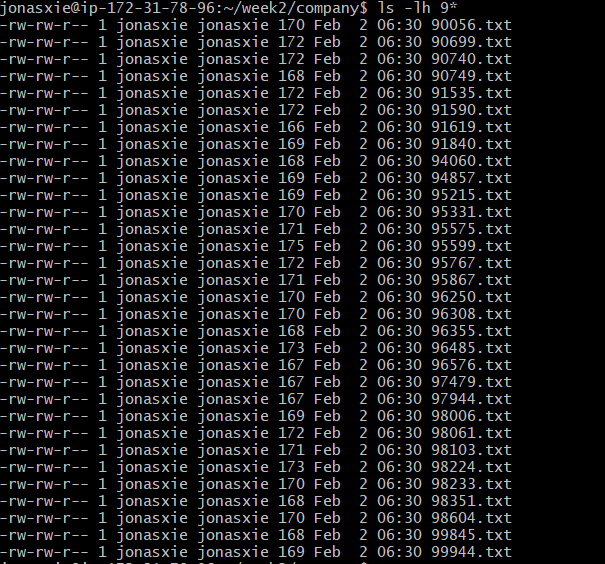 jonasxie@ip-172-31-78-96:~/week2/company$ ls -lh 9*
-rw-rw-r-- 1 jonasxie jonasxie 170 Feb  2 06:30 90056.txt
-rw-rw-r-- 1 jonasxie jonasxie 172 Feb  2 06:30 90699.txt
-rw-rw-r-- 1 jonasxie jonasxie 172 Feb  2 06:30 90740.txt
-rw-rw-r-- 1 jonasxie jonasxie 168 Feb  2 06:30 90749.txt
-rw-rw-r-- 1 jonasxie jonasxie 172 Feb  2 06:30 91535.txt
-rw-rw-r-- 1 jonasxie jonasxie 172 Feb  2 06:30 91590.txt
-rw-rw-r-- 1 jonasxie jonasxie 166 Feb  2 06:30 91619.txt
-rw-rw-r-- 1 jonasxie jonasxie 169 Feb  2 06:30 91840.txt
-rw-rw-r-- 1 jonasxie jonasxie 168 Feb  2 06:30 94060.txt
-rw-rw-r-- 1 jonasxie jonasxie 169 Feb  2 06:30 94857.txt
-rw-rw-r-- 1 jonasxie jonasxie 169 Feb  2 06:30 95215.txt
-rw-rw-r-- 1 jonasxie jonasxie 170 Feb  2 06:30 95331.txt
-rw-rw-r-- 1 jonasxie jonasxie 171 Feb  2 06:30 95575.txt
-rw-rw-r-- 1 jonasxie jonasxie 175 Feb  2 06:30 95599.txt
-rw-rw-r-- 1 jonasxie jonasxie 172 Feb  2 06:30 95767.txt
-rw-rw-r-- 1 jonasxie jonasxie 171 Feb  2 06:30 95867.txt
-rw-rw-r-- 1 jonasxie jonasxie 170 Feb  2 06:30 96250.txt
-rw-rw-r-- 1 jonasxie jonasxie 170 Feb  2 06:30 96308.txt
-rw-rw-r-- 1 jonasxie jonasxie 168 Feb  2 06:30 96355.txt
-rw-rw-r-- 1 jonasxie jonasxie 173 Feb  2 06:30 96485.txt
-rw-rw-r-- 1 jonasxie jonasxie 167 Feb  2 06:30 96576.txt
-rw-rw-r-- 1 jonasxie jonasxie 167 Feb  2 06:30 97479.txt
-rw-rw-r-- 1 jonasxie jonasxie 167 Feb  2 06:30 97944.txt
-rw-rw-r-- 1 jonasxie jonasxie 169 Feb  2 06:30 98006.txt
-rw-rw-r-- 1 jonasxie jonasxie 172 Feb  2 06:30 98061.txt
-rw-rw-r-- 1 jonasxie jonasxie 171 Feb  2 06:30 98103.txt
-rw-rw-r-- 1 jonasxie jonasxie 173 Feb  2 06:30 98224.txt
-rw-rw-r-- 1 jonasxie jonasxie 170 Feb  2 06:30 98233.txt
-rw-rw-r-- 1 jonasxie jonasxie 168 Feb  2 06:30 98351.txt
-rw-rw-r-- 1 jonasxie jonasxie 170 Feb  2 06:30 98604.txt
-rw-rw-r-- 1 jonasxie jonasxie 168 Feb  2 06:30 99845.txt
-rw-rw-r-- 1 jonasxie jonasxie 169 Feb  2 06:30 99944.txt